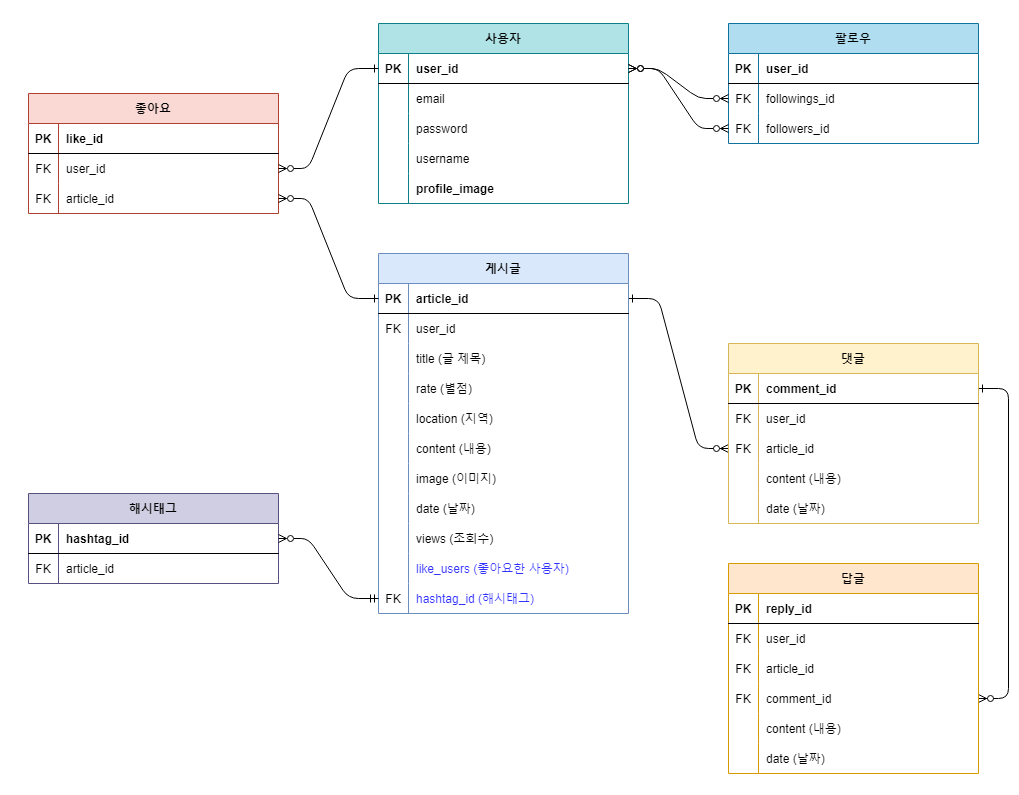 좋아요
PK like_id
FK user_id
FK article_id
사용자
PK user_id
email
password
username
profile_image
팔로우
PK user_id
FK followings_id
FK followers_id
게시글
PK article_id
FK user_id
title (글 제목)
rate (별점)
location (지역)
content (내용)
image (이미지)
date (날짜)
views (조회수)
like_users (좋아요한 사용자)
FK hashtag_id (해시태그)
해시태그
PK hashtag_id
FK article_id
댓글
PK comment_id
FK user_id
FK article_id
content (내용)
date (날짜)
답글
PK reply_id
FK user_id
FK article_id
FK comment_id
content (내용)
date (날짜)